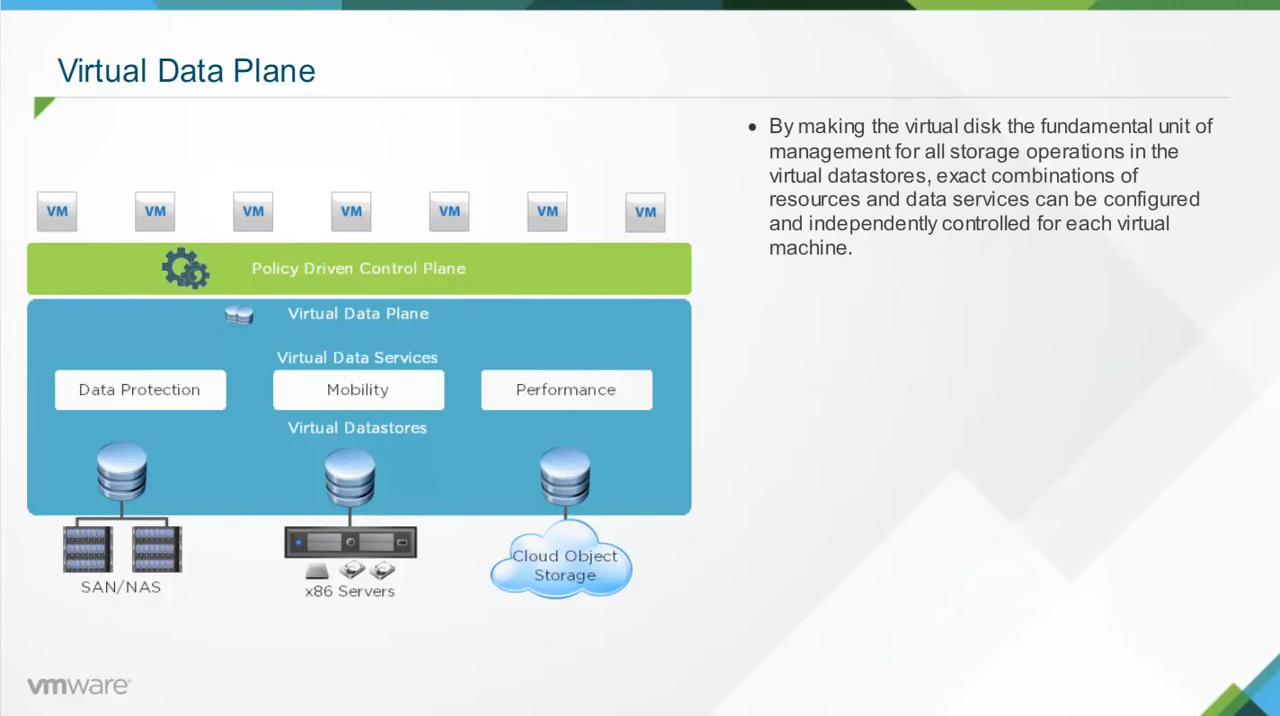 Virtual Data Plane
• By making the virtual disk the fundamental unit of
management for all storage operations in the
virtual datastores, exact combinations of
resources and data services can be configured
and independently controlled for each virtual
machine.
VM VM VM VM VM VM VM
Policy Driven Control Plane
Virtual Data Plane
Virtual Data Services
Data Protection Mobility Performance
Virtual Datastores
SAN/NAS
x86 Servers
Cloud Object
Storage
vmware®